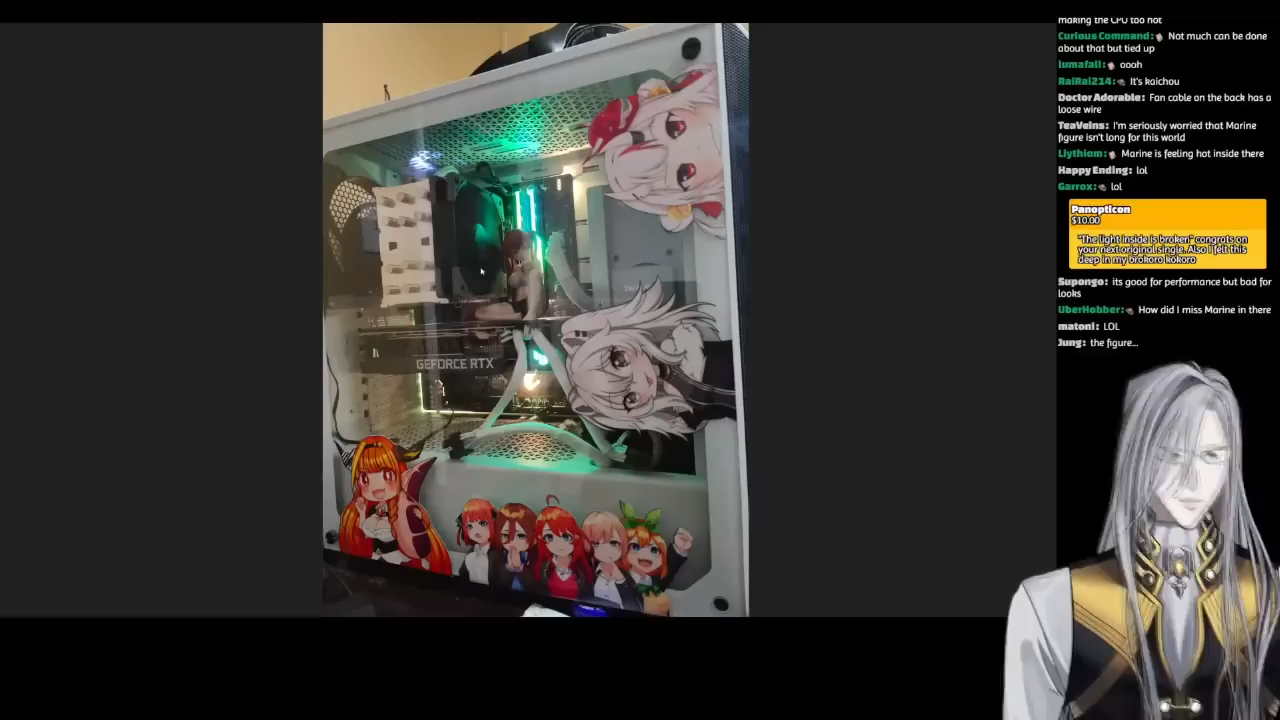 making the CPU too hot
Curious Command: Not much can be done
about that but tied up
lumafall: oooh
RaiRai214: It's kaichou
Doctor Adorable: Fan cable on the back has a
loose wire
TeaVeins: I'm seriously worried that Marine
figure isn't long for this world
Llythiom: Marine is feeling hot inside there
Happy Ending: lol
Garrox: lol
Panopticon
$10.00
"The light inside is broken" congrats on
your next original single. Also I felt this
deep in my brokoro kokoro
Supongo: its good for performance but bad for
looks
UberHobber: How did I miss Marine in there
matoni: LOL
Jung: the figure...
GEFORCE RTX